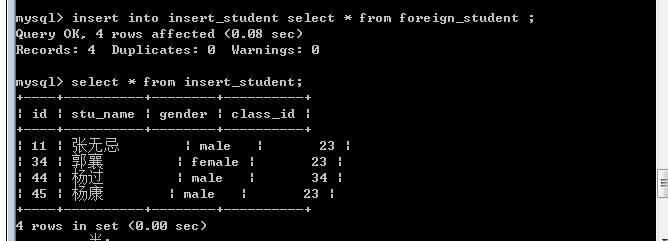 mysql> insert into insert_student select * from foreign_student ;
Query OK, 4 rows affected (0.08 sec)
Records: 4  Duplicates: 0  Warnings: 0
mysql> select * from insert_student;
+----+----------+--------+----------+
| id | stu_name | gender | class_id |
+----+----------+--------+----------+
| 11 | 张无忌 | male | 23 |
| 34 | 郭襄 | female | 23 |
| 44 | 杨过 | male | 34 |
| 45 | 杨康 | male | 23 |
+----+----------+--------+----------+
4 rows in set (0.00 sec)